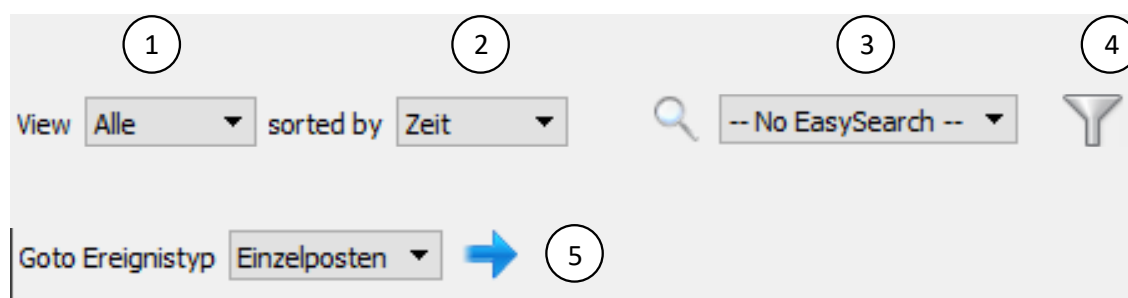 1 2 3 4
View Alle sorted by Zeit -- No EasySearch --
Goto Ereignistyp Einzelposten 5